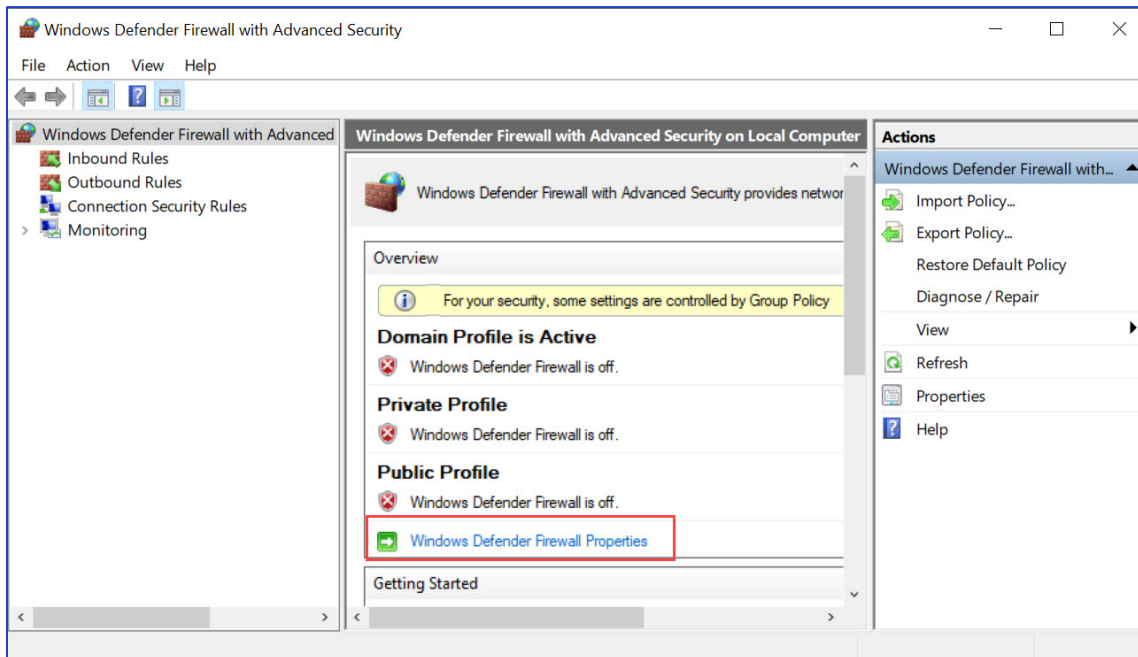 Windows Defender Firewall with Advanced Security
File Action View Help
Windows Defender Firewall with Advanced
Inbound Rules
Outbound Rules
Connection Security Rules
Monitoring
Windows Defender Firewall with Advanced Security on Local Computer
Windows Defender Firewall with Advanced Security provides networ
Overview
For your security, some settings are controlled by Group Policy
Domain Profile is Active
Windows Defender Firewall is off.
Private Profile
Windows Defender Firewall is off.
Public Profile
Windows Defender Firewall is off.
Windows Defender Firewall Properties
Getting Started
Actions
Windows Defender Firewall with...
Import Policy...
Export Policy...
Restore Default Policy
Diagnose / Repair
View
Refresh
Properties
Help